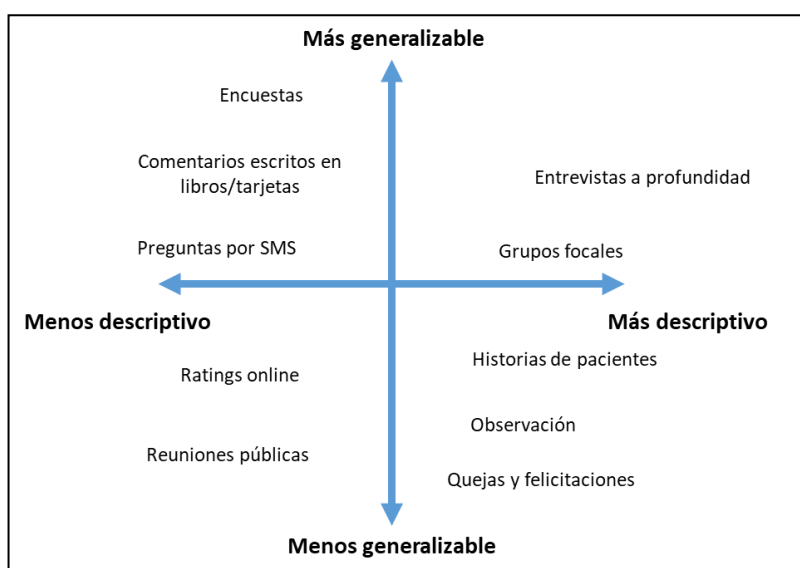 Más generalizable
Encuestas
Comentarios escritos en
libros/tarjetas
Entrevistas a profundidad
Preguntas por SMS
Grupos focales
Menos descriptivo
Más descriptivo
Historias de pacientes
Ratings online
Observación
Reuniones públicas
Quejas y felicitaciones
Menos generalizable